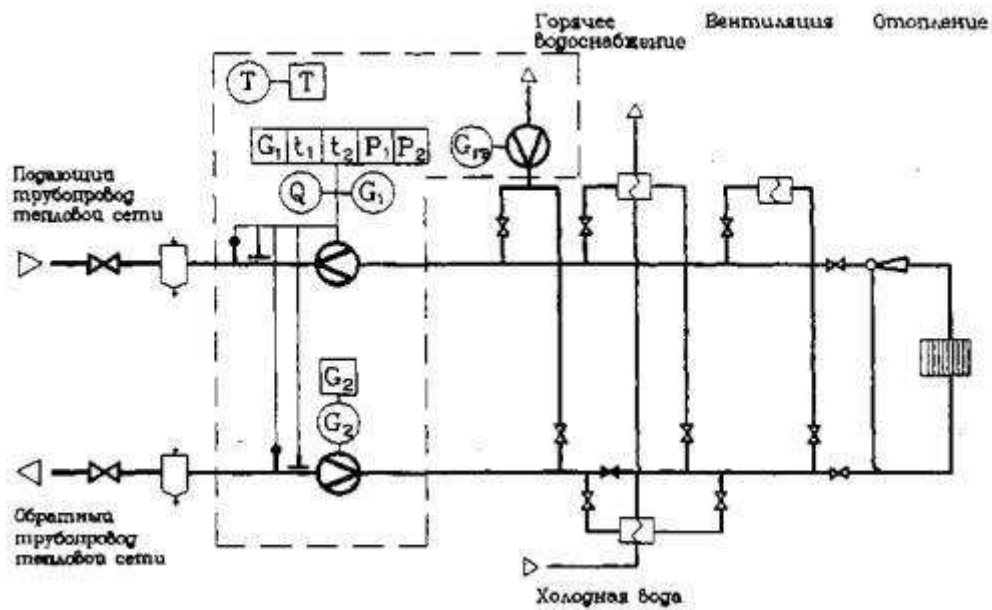 Горячее
водоснабжение
Вентиляция
Отопление
T T
G₁ t₁ t₂ P₁ P₂
Gгв
Q G₁
Подающий
трубопровод
тепловой сети
G₂
G₂
Обратный
трубопровод
тепловой сети
Холодная вода